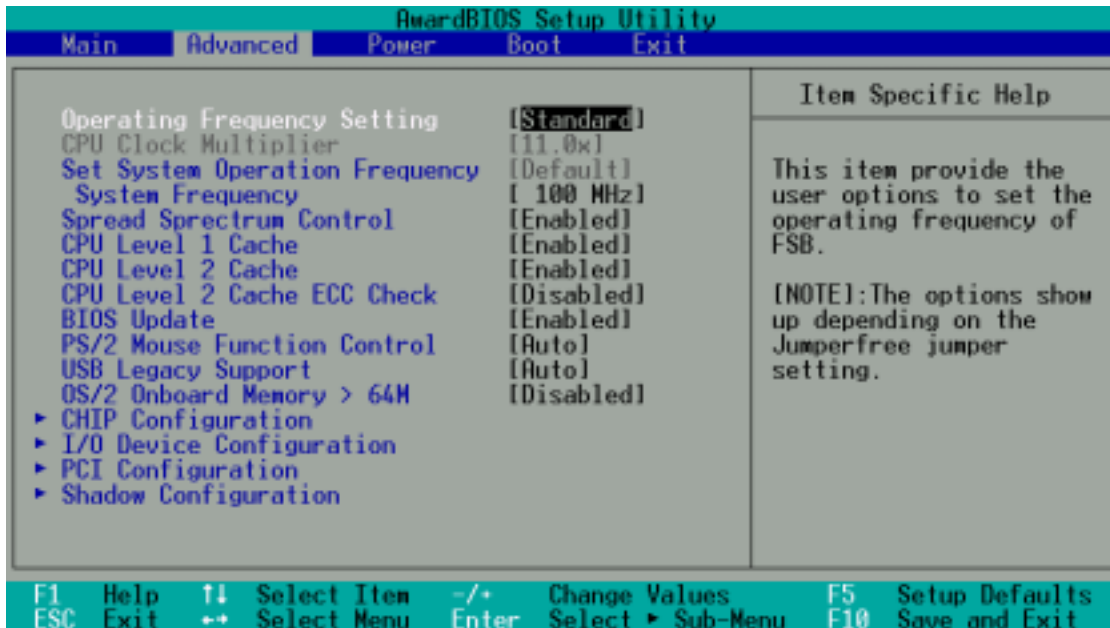 AwardBIOS Setup Utility
Main Advanced Power Boot Exit
Item Specific Help
Operating Frequency Setting [Standard]
CPU Clock Multiplier [11.0x]
Set System Operation Frequency [Default]
System Frequency [ 100 MHz]
Spread Sprectrum Control [Enabled]
CPU Level 1 Cache [Enabled]
CPU Level 2 Cache [Enabled]
CPU Level 2 Cache ECC Check [Disabled]
BIOS Update [Enabled]
PS/2 Mouse Function Control [Auto]
USB Legacy Support [Auto]
OS/2 Onboard Memory > 64M [Disabled]
► CHIP Configuration
► I/O Device Configuration
► PCI Configuration
► Shadow Configuration
This item provide the
user options to set the
operating frequency of
FSB.
[NOTE]:The options show
up depending on the
Jumperfree jumper
setting.
F1 Help ↑↓ Select Item -/+ Change Values F5 Setup Defaults
ESC Exit ←→ Select Menu Enter Select ► Sub-Menu F10 Save and Exit